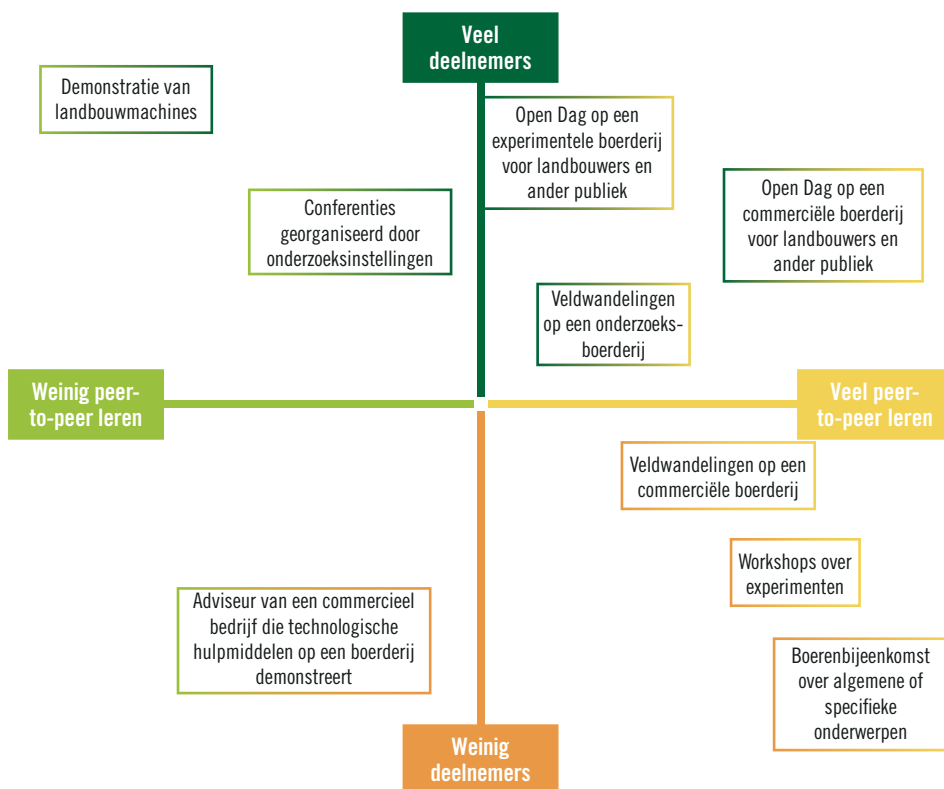 Veel
deelnemers
Demonstratie van
landbouwmachines
Open Dag op een
experimentele boerderij
voor landbouwers en
ander publiek
Open Dag op een
commerciële boerderij
voor landbouwers en
ander publiek
Conferenties
georganiseerd door
onderzoeksinstellingen
Veldwandelingen
op een onderzoeks-
boerderij
Weinig peer-
to-peer leren
Veel peer-
to-peer leren
Veldwandelingen op een
commerciële boerderij
Workshops over
experimenten
Adviseur van een commercieel
bedrijf die technologische
hulpmiddelen op een boerderij
demonstreert
Boerenbijeenkomst
over algemene of
specifieke
onderwerpen
Weinig
deelnemers